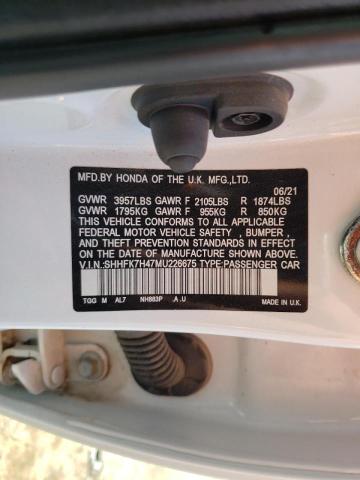 MFD.BY HONDA OF THE U.K. MFG.,LTD.
06/21
GVWR 3957LBS GAWR F 2105LBS R 1874LBS
GVWR 1795KG GAWR F 955KG R 850KG
THIS VEHICLE CONFORMS TO ALL APPLICABLE
FEDERAL MOTOR VEHICLE SAFETY , BUMPER ,
AND THEFT PREVENTION STANDARDS IN EFFECT
ON THE DATE OF MANUFACTURE SHOWN ABOVE.
V.I.N.:SHHFK7H47MU226675 TYPE:PASSENGER CAR
TGG M AL7 NH883P ,A ,U MADE IN U.K.